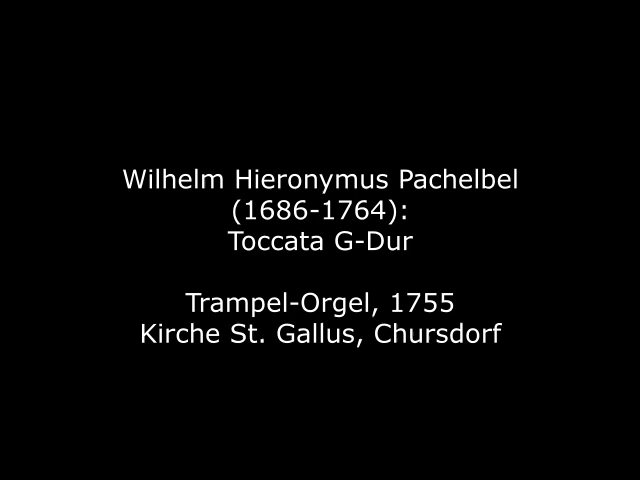 Wilhelm Hieronymus Pachelbel
(1686-1764):
Toccata G-Dur
Trampel-Orgel, 1755
Kirche St. Gallus, Chursdorf